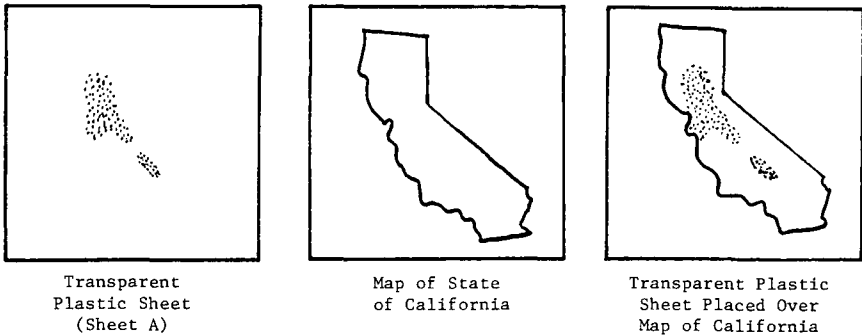 Transparent
Plastic Sheet
(Sheet A)
Map of State
of California
Transparent Plastic
Sheet Placed Over
Map of California